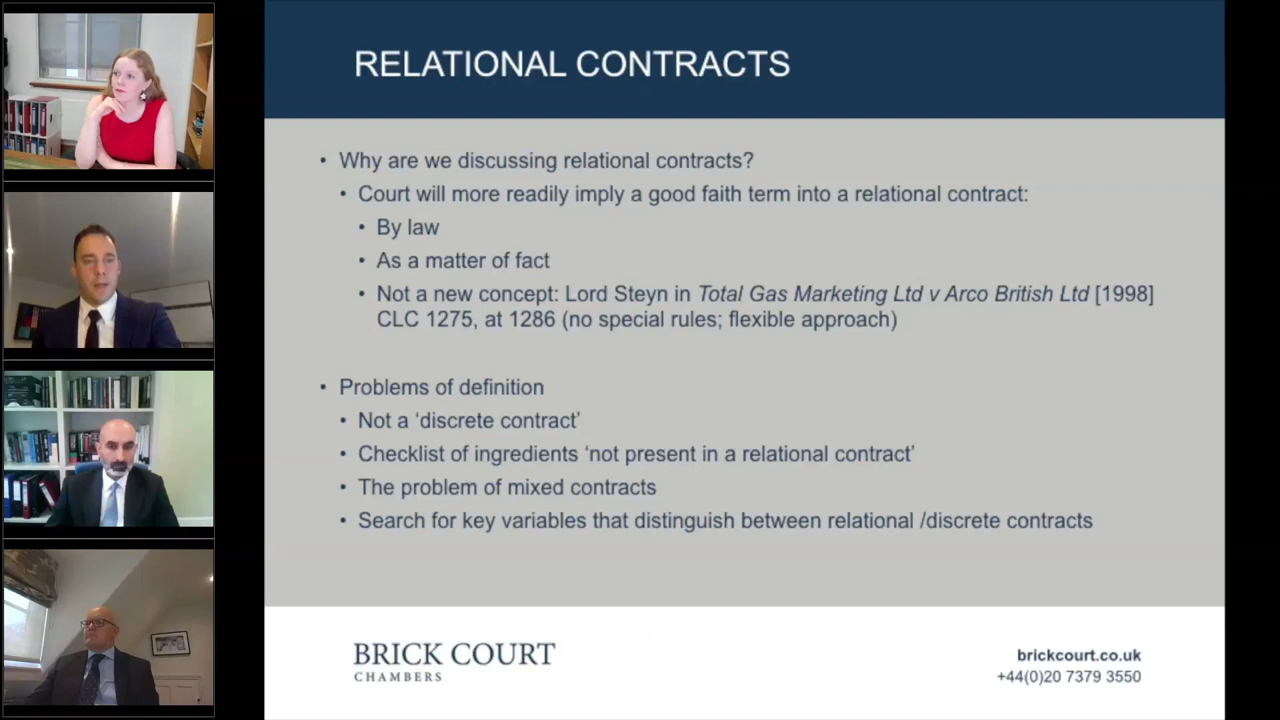 RELATIONAL CONTRACTS
• Why are we discussing relational contracts?
• Court will more readily imply a good faith term into a relational contract:
• By law
• As a matter of fact
• Not a new concept: Lord Steyn in Total Gas Marketing Ltd v Arco British Ltd [1998]
CLC 1275, at 1286 (no special rules; flexible approach)
• Problems of definition
• Not a ‘discrete contract’
• Checklist of ingredients ‘not present in a relational contract’
• The problem of mixed contracts
• Search for key variables that distinguish between relational /discrete contracts
BRICK COURT
CHAMBERS
brickcourt.co.uk
+44(0)20 7379 3550